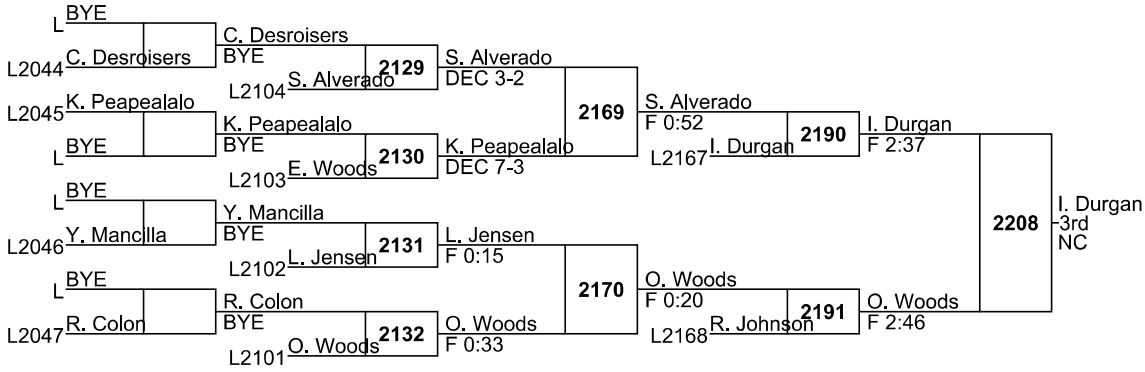 L BYE
L2044 C. Desroisers
C. Desroisers
BYE
L2104 S. Alverado
2129
S. Alverado
DEC 3-2
L2045 K. Peapealalo
L BYE
K. Peapealalo
BYE
L2103 E. Woods
2130
K. Peapealalo
DEC 7-3
2169
S. Alverado
F 0:52
L2167 I. Durgan
2190
I. Durgan
F 2:37
L BYE
L2046 Y. Mancilla
Y. Mancilla
BYE
L2102 L. Jensen
2131
L. Jensen
F 0:15
L BYE
L2047 R. Colon
R. Colon
BYE
L2101 O. Woods
2132
O. Woods
F 0:33
2170
O. Woods
F 0:20
L2168 R. Johnson
2191
O. Woods
F 2:46
2208
I. Durgan
3rd
NC